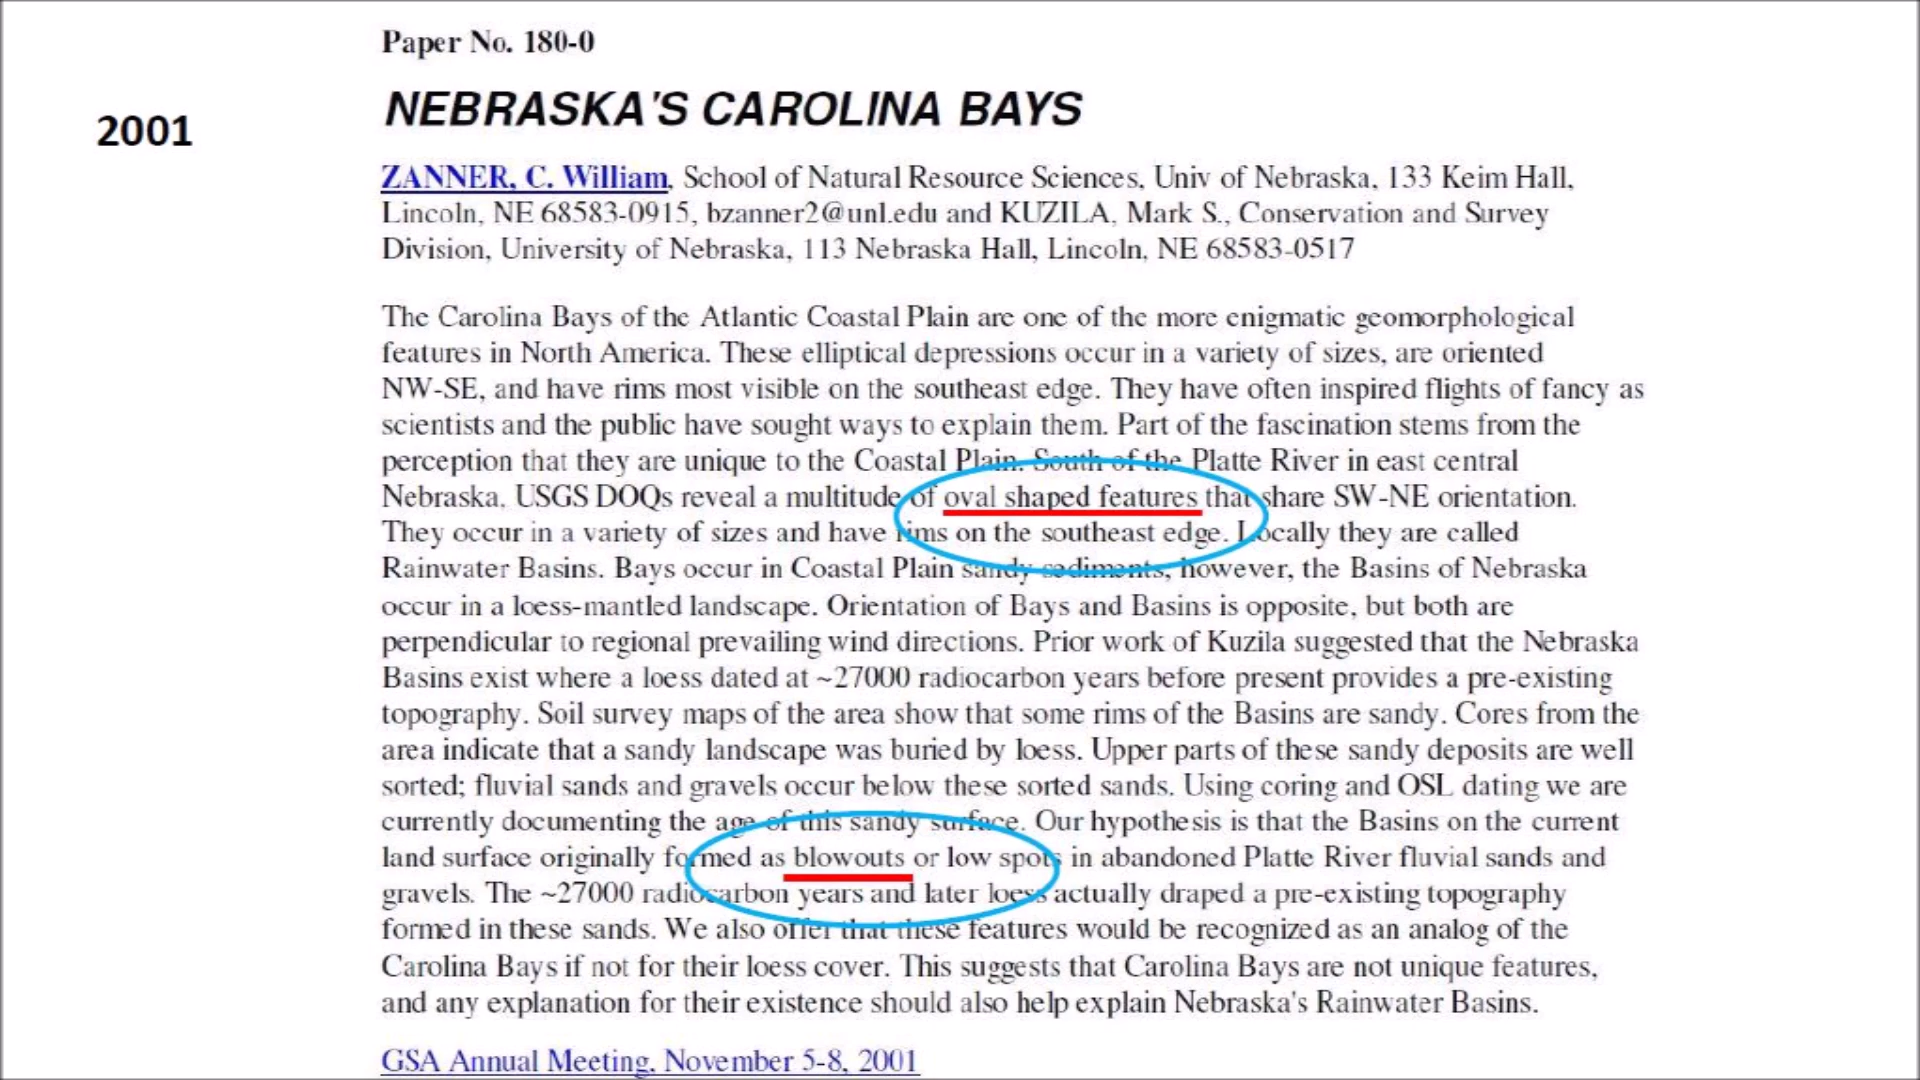 Paper No. 180-0
NEBRASKA'S CAROLINA BAYS
2001
ZANNER, C. William, School of Natural Resource Sciences, Univ of Nebraska, 133 Keim Hall,
Lincoln, NE 68583-0915, bzanner2@unl.edu and KUZILA, Mark S., Conservation and Survey
Division, University of Nebraska, 113 Nebraska Hall, Lincoln, NE 68583-0517
The Carolina Bays of the Atlantic Coastal Plain are one of the more enigmatic geomorphological
features in North America. These elliptical depressions occur in a variety of sizes, are oriented
NW-SE, and have rims most visible on the southeast edge. They have often inspired flights of fancy as
scientists and the public have sought ways to explain them. Part of the fascination stems from the
perception that they are unique to the Coastal Plain. South of the Platte River in east central
Nebraska, USGS DOQs reveal a multitude of oval shaped features that share SW-NE orientation.
They occur in a variety of sizes and have rims on the southeast edge. Locally they are called
Rainwater Basins. Bays occur in Coastal Plain sandy sediments, however, the Basins of Nebraska
occur in a loess-mantled landscape. Orientation of Bays and Basins is opposite, but both are
perpendicular to regional prevailing wind directions. Prior work of Kuzila suggested that the Nebraska
Basins exist where a loess dated at ~27000 radiocarbon years before present provides a pre-existing
topography. Soil survey maps of the area show that some rims of the Basins are sandy. Cores from the
area indicate that a sandy landscape was buried by loess. Upper parts of these sandy deposits are well
sorted; fluvial sands and gravels occur below these sorted sands. Using coring and OSL dating we are
currently documenting the age of this sandy surface. Our hypothesis is that the Basins on the current
land surface originally formed as blowouts or low spots in abandoned Platte River fluvial sands and
gravels. The ~27000 radiocarbon years and later loess actually draped a pre-existing topography
formed in these sands. We also offer that these features would be recognized as an analog of the
Carolina Bays if not for their loess cover. This suggests that Carolina Bays are not unique features,
and any explanation for their existence should also help explain Nebraska's Rainwater Basins.
GSA Annual Meeting, November 5-8, 2001